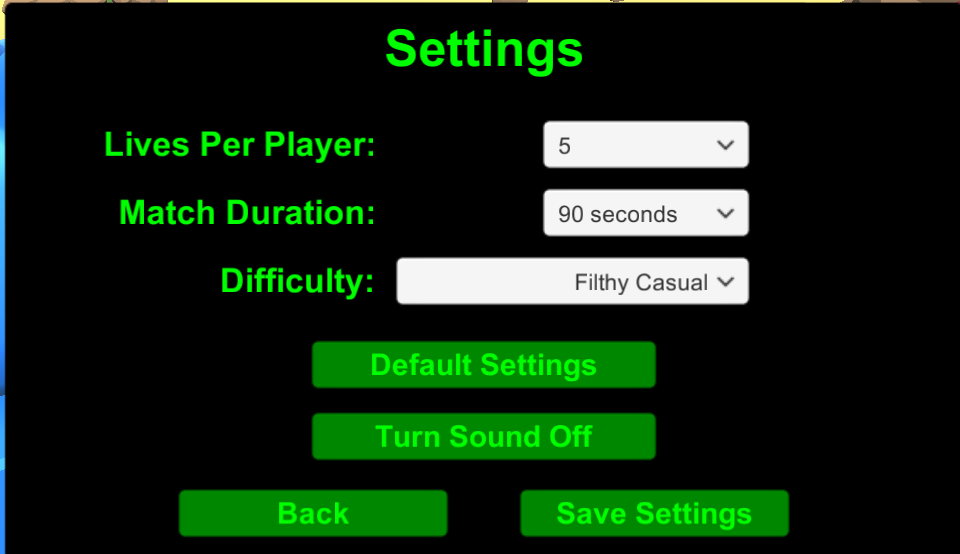 Settings
Lives Per Player: 5
Match Duration: 90 seconds
Difficulty: Filthy Casual
Default Settings
Turn Sound Off
Back Save Settings